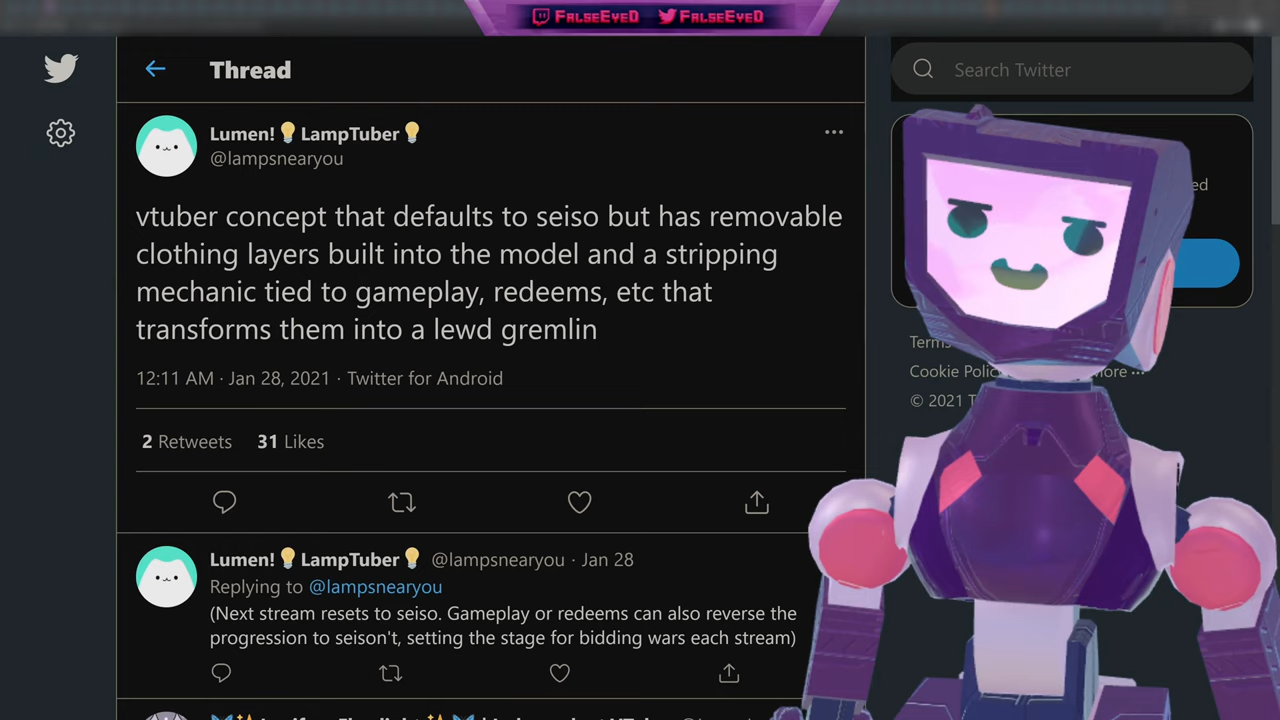 FalseEyeD FalseEyeD
Thread
Search Twitter
Lumen!💡LampTuber💡
@lampsnearyou
vtuber concept that defaults to seiso but has removable
clothing layers built into the model and a stripping
mechanic tied to gameplay, redeems, etc that
transforms them into a lewd gremlin
12:11 AM · Jan 28, 2021 · Twitter for Android
2 Retweets 31 Likes
Terms
Cookie Polic
More ···
© 2021 T
Lumen!💡LampTuber💡 @lampsnearyou · Jan 28
Replying to @lampsnearyou
(Next stream resets to seiso. Gameplay or redeems can also reverse the
progression to seison't, setting the stage for bidding wars each stream)